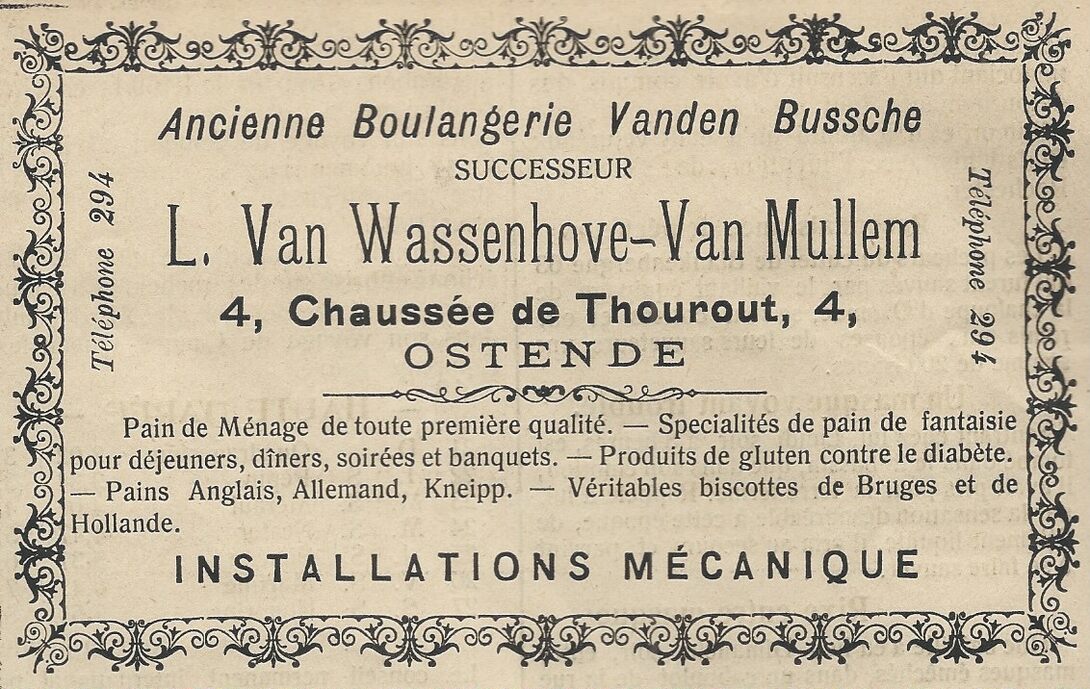 Ancienne Boulangerie Vanden Bussche
SUCCESSEUR
L. Van Wassenhove-Van Mullem
4, Chaussée de Thourout, 4,
OSTENDE
Téléphone 294
Téléphone 294
Pain de Ménage de toute première qualité. — Specialités de pain de fantaisie
pour déjeuners, dîners, soirées et banquets. — Produits de gluten contre le diabète.
— Pains Anglais, Allemand, Kneipp. — Véritables biscottes de Bruges et de
Hollande.
INSTALLATIONS MÉCANIQUE